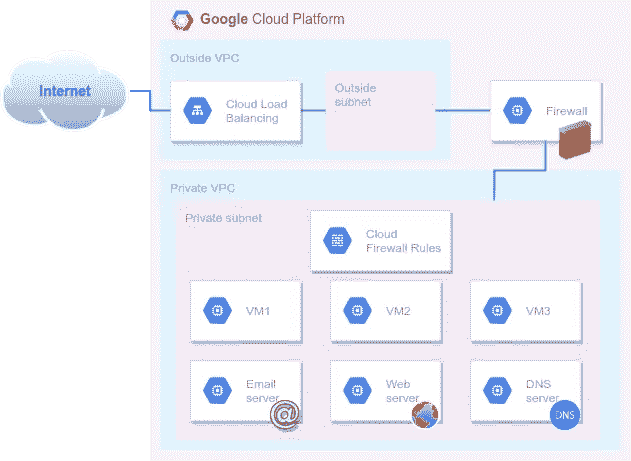 Google Cloud Platform
Outside VPC
Internet
Cloud Load
Balancing
Outside
subnet
Firewall
Private VPC
Private subnet
Cloud
Firewall Rules
VM1
VM2
VM3
Email
server
@
Web
server
DNS
server
DNS